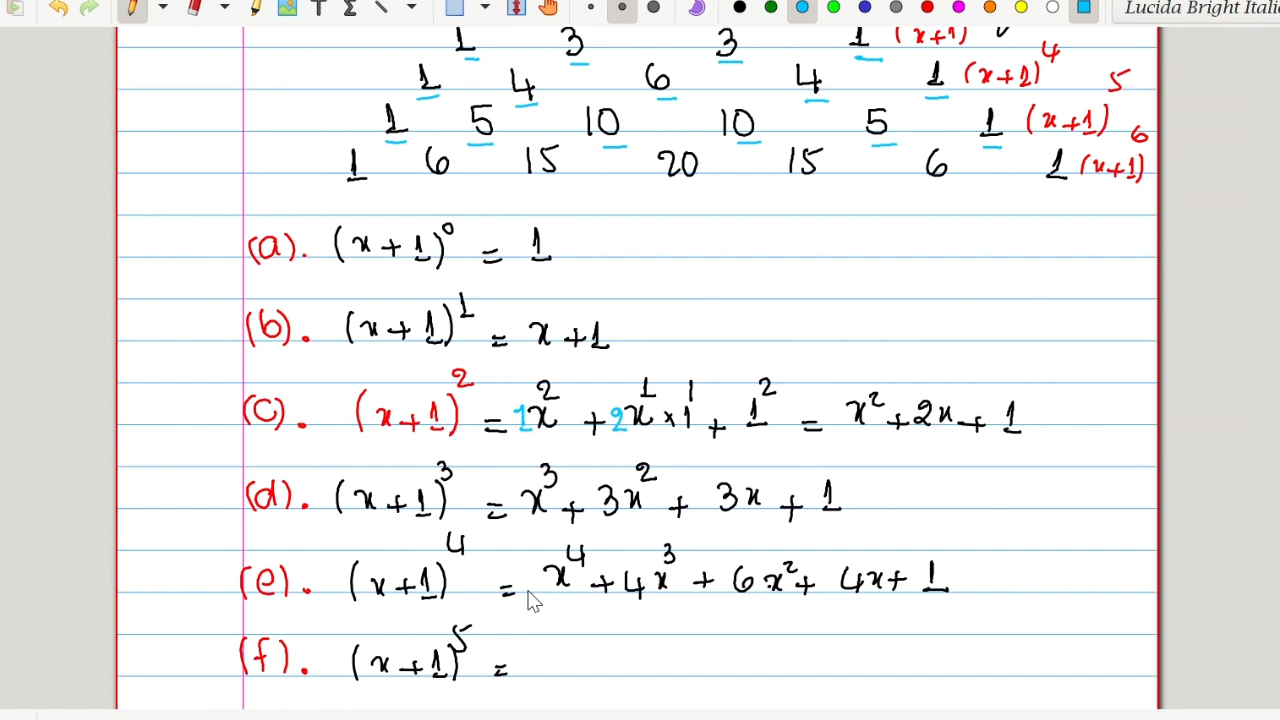 T Σ Lucida Bright Itali
1 3 3 1 (x+1)
1 4 6 4 1 (x+1)⁴
1 5 10 10 5 1 (x+1)⁵
1 6 15 20 15 6 1 (x+1)⁶
(a). (x+1)⁰ = 1
(b). (x+1)¹ = x+1
(c). (x+1)² = 1x² + 2x¹×1¹ + 1² = x²+2x+1
(d). (x+1)³ = x³ + 3x² + 3x + 1
(e). (x+1)⁴ = x⁴ + 4x³ + 6x² + 4x + 1
(f). (x+1)⁵ =